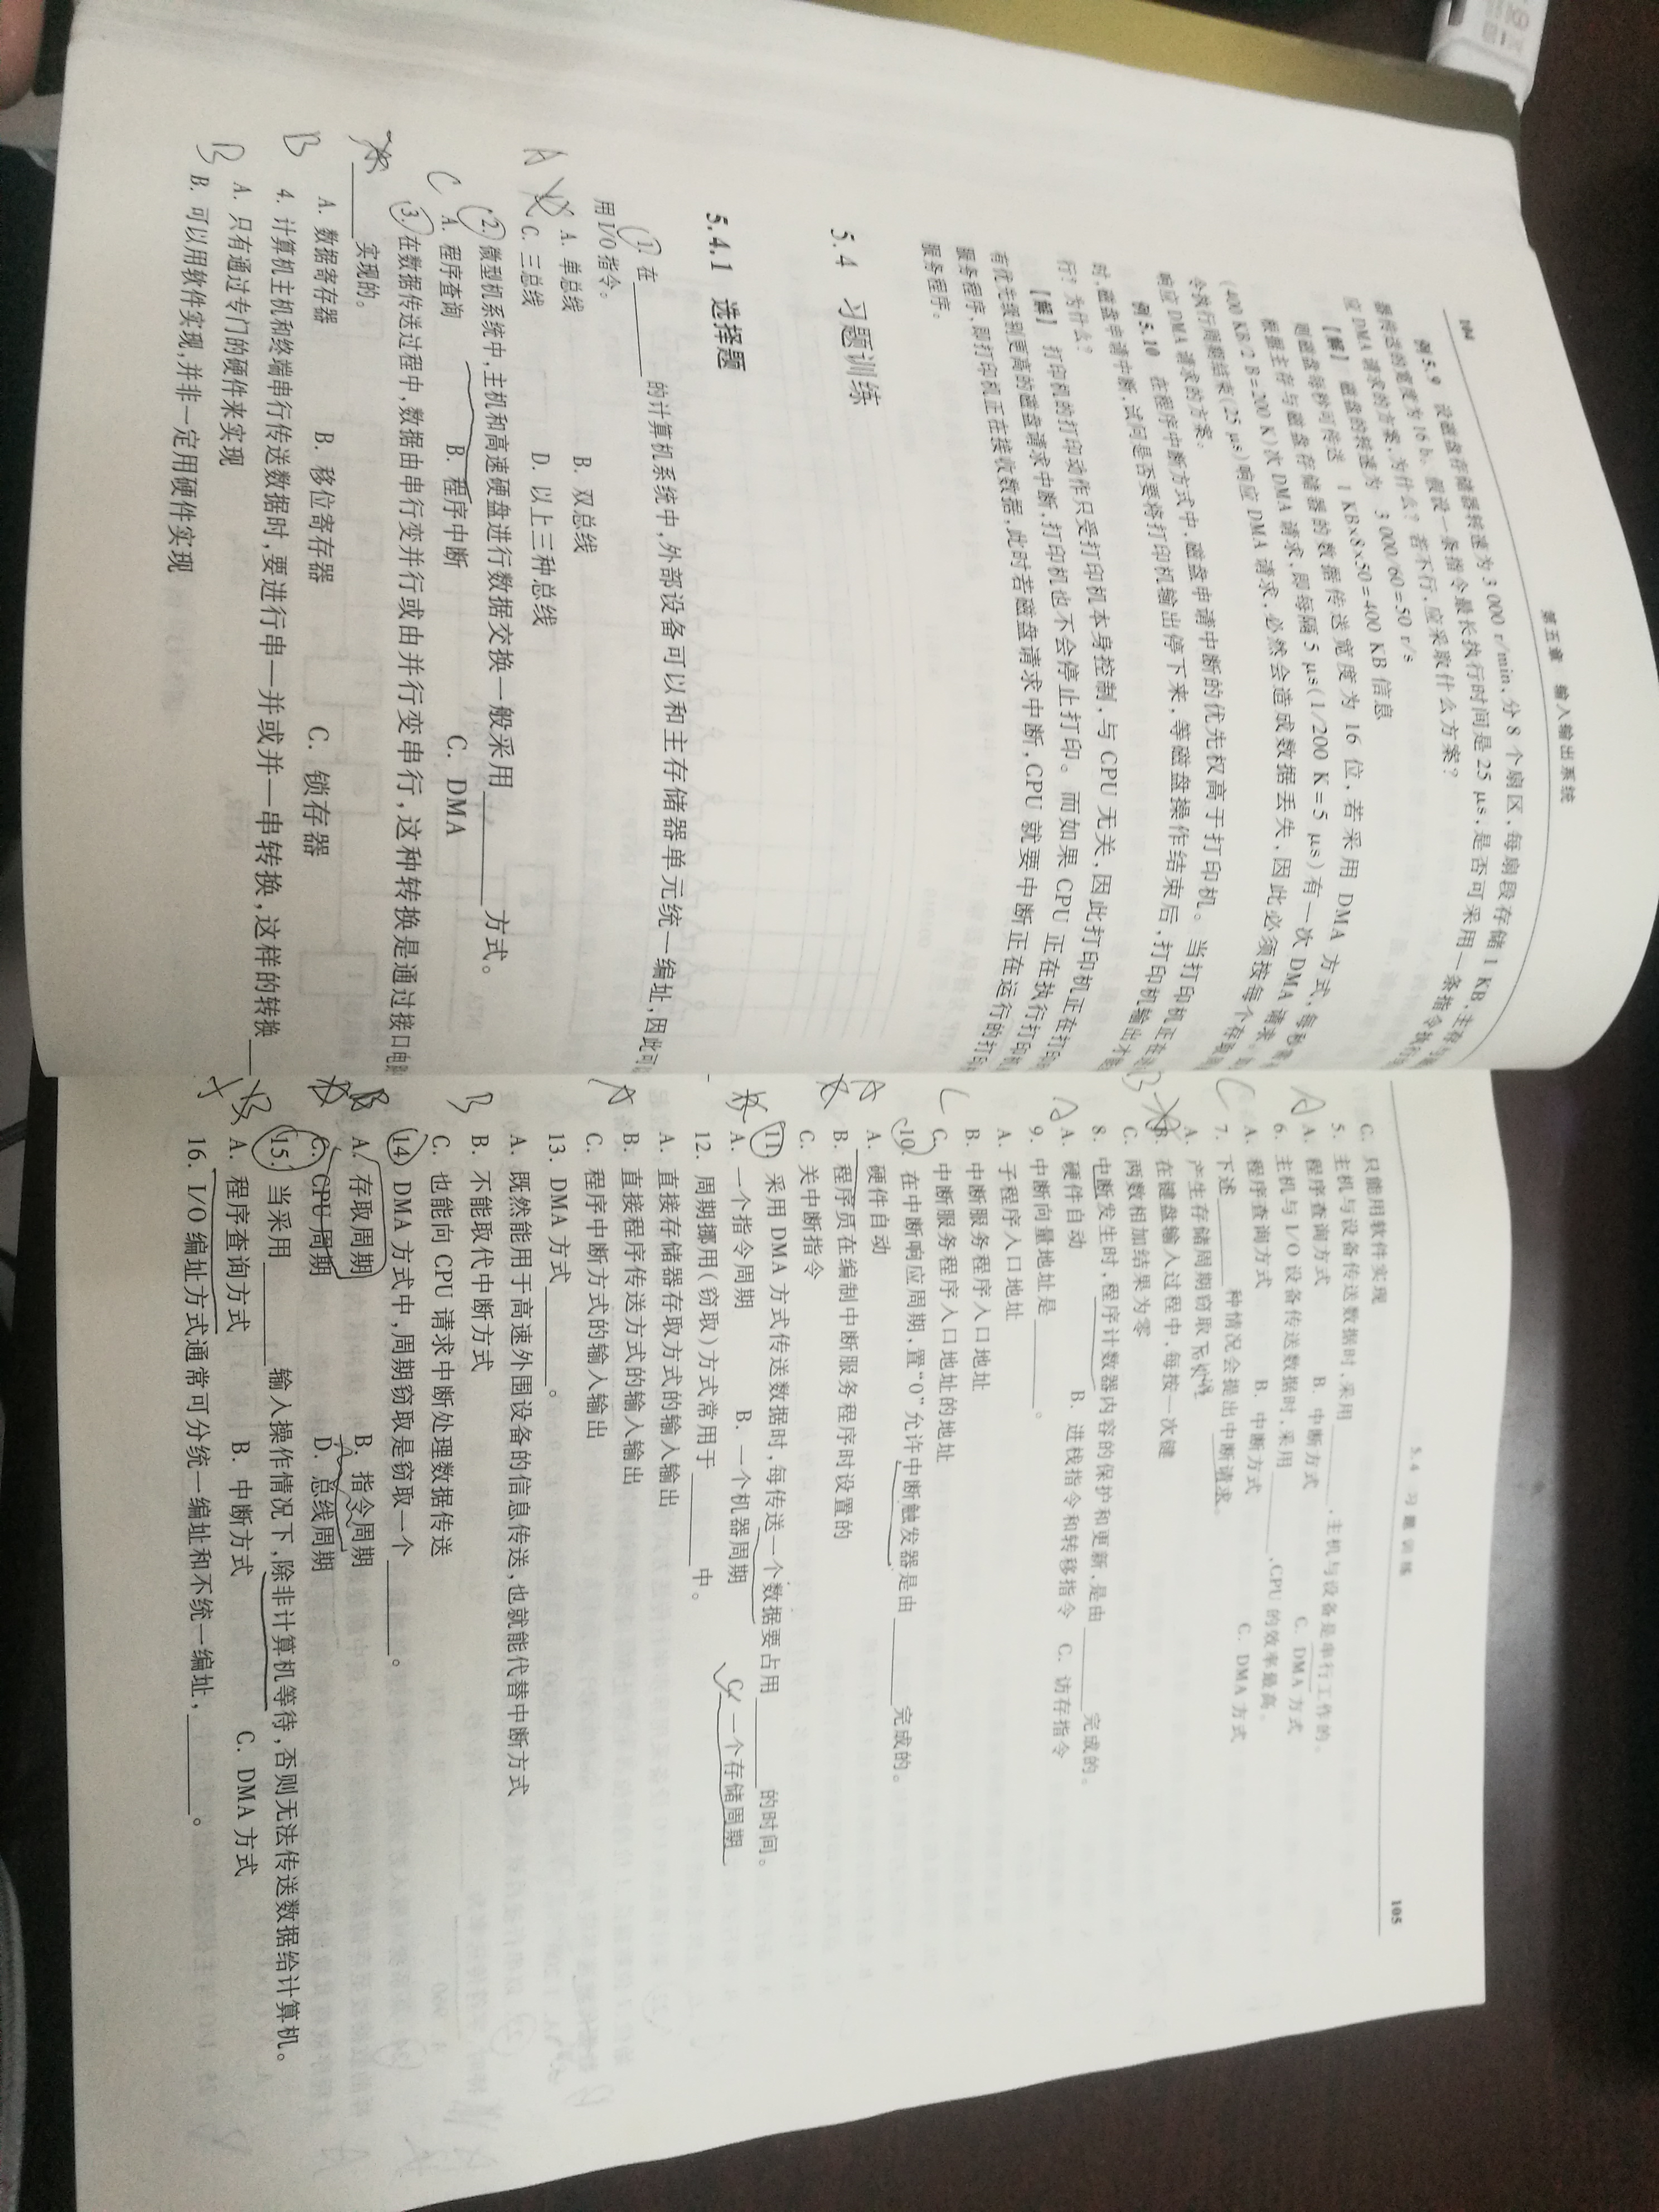 104
第五章 输入输出系统
例5.9 设磁盘存储器转速为 3 000 r/min,分 8 个扇区,每扇段存储 1 KB,主存与磁
器传送的宽度为 16 b。假设一条指令最长执行时间是 25 μs,是否可采用一条指令执行
应 DMA 请求的方案,为什么?若不行,应采取什么方案?
【解】 磁盘的转速为 3 000/60=50 r/s
则磁盘每秒可传送 1 KB×8×50=400 KB 信息
根据主存与磁盘存储器的数据传送宽度为 16 位,若采用 DMA 方式,每秒
(400 KB/2 B=200 K)次 DMA 请求,即每隔 5 μs(1/200 K=5 μs)有一次 DMA 请求
令执行周期结束(25 μs)响应 DMA 请求,必然会造成数据丢失,因此必须按每个存取
响应 DMA 请求的方案。
例5.10 在程序中断方式中,磁盘申请中断的优先权高于打印机。当打印机正在
时,磁盘申请中断,试问是否要将打印机输出停下来,等磁盘操作结束后,打印机输出才
行?为什么?
【解】 打印机的打印动作只受打印机本身控制,与 CPU 无关,因此打印机正在打印
有优先级别更高的磁盘请求中断,打印机也不会停止打印。而如果 CPU 正在执行打印
服务程序,即打印机正在接收数据,此时若磁盘请求中断,CPU 就要中断正在运行的打
服务程序。
5.4 习题训练
5.4.1 选择题
1. 在______的计算机系统中,外部设备可以和主存储器单元统一编址,因此可
用 I/O 指令。
A. 单总线 B. 双总线
A C. 三总线 D. 以上三种总线
2. 微型机系统中,主机和高速硬盘进行数据交换一般采用______方式。
C A. 程序查询 B. 程序中断 C. DMA
3. 在数据传送过程中,数据由串行变并行或由并行变串行,这种转换是通过接口电
______实现的。
A. 数据寄存器 B. 移位寄存器 C. 锁存器
B 4. 计算机主机和终端串行传送数据时,要进行串—并或并—串转换,这样的转换
A. 只有通过专门的硬件来实现
B B. 可以用软件实现,并非一定用硬件实现
5.4 习题训练
105
C. 只能用软件实现
5. 主机与设备传送数据时,采用______,主机与设备是串行工作的。
A A. 程序查询方式 B. 中断方式 C. DMA 方式
6. 主机与 I/O 设备传送数据时,采用______,CPU 的效率最高。
C A. 程序查询方式 B. 中断方式 C. DMA 方式
7. 下述______种情况会提出中断请求。
A. 产生存储周期窃取
B B. 在键盘输入过程中,每按一次键
C. 两数相加结果为零
8. 中断发生时,程序计数器内容的保护和更新,是由______完成的。
A A. 硬件自动 B. 进栈指令和转移指令 C. 访存指令
9. 中断向量地址是______。
A. 子程序入口地址
B. 中断服务程序入口地址
C C. 中断服务程序入口地址的地址
10. 在中断响应周期,置“0”允许中断触发器是由______完成的。
A. 硬件自动
A B. 程序员在编制中断服务程序时设置的
C. 关中断指令
11. 采用 DMA 方式传送数据时,每传送一个数据要占用______的时间。
A. 一个指令周期 B. 一个机器周期 C. 一个存储周期
12. 周期挪用(窃取)方式常用于______中。
A. 直接存储器存取方式的输入输出
A B. 直接程序传送方式的输入输出
C. 程序中断方式的输入输出
13. DMA 方式______。
A. 既然能用于高速外围设备的信息传送,也就能代替中断方式
B B. 不能取代中断方式
C. 也能向 CPU 请求中断处理数据传送
14. DMA 方式中,周期窃取是窃取一个______。
A. 存取周期 B. 指令周期
C. CPU 周期 D. 总线周期
15. 当采用______输入操作情况下,除非计算机等待,否则无法传送数据给计算机。
A. 程序查询方式 B. 中断方式 C. DMA 方式
16. I/O 编址方式通常可分统一编址和不统一编址,______。